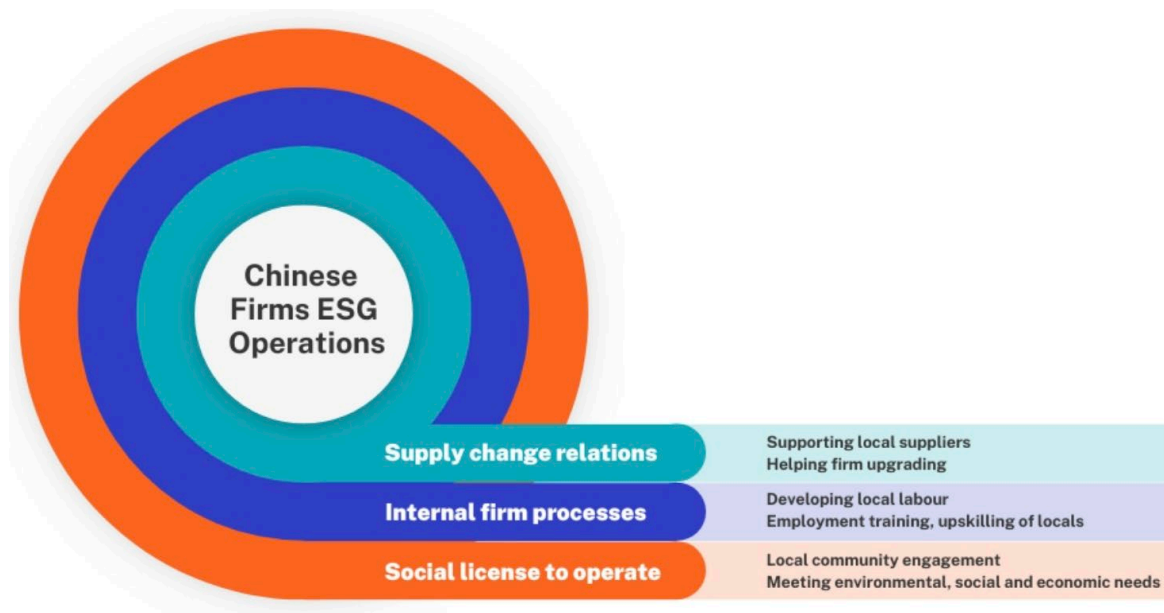 Chinese
Firms ESG
Operations
Supply change relations
Supporting local suppliers
Helping firm upgrading
Internal firm processes
Developing local labour
Employment training, upskilling of locals
Social license to operate
Local community engagement
Meeting environmental, social and economic needs